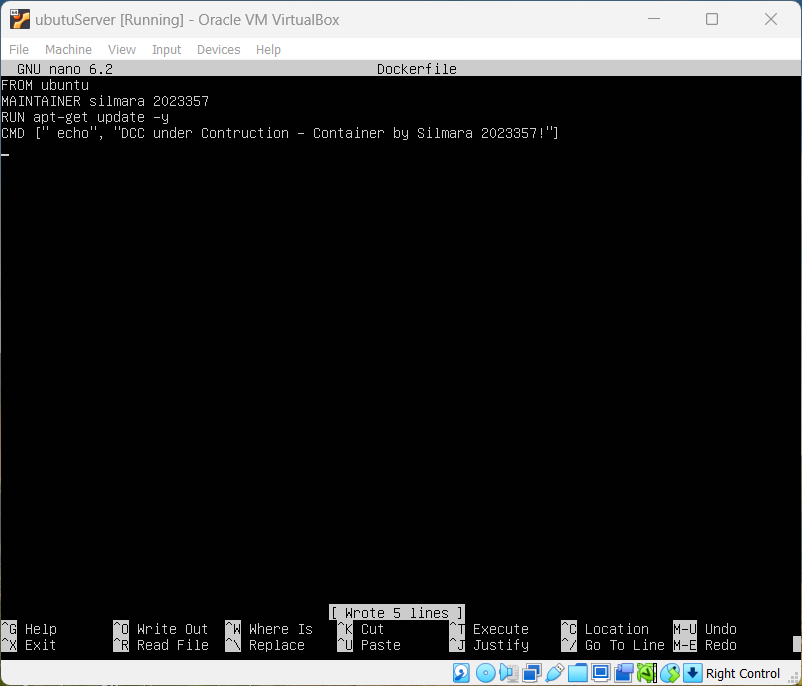 ubutuServer [Running] - Oracle VM VirtualBox
File Machine View Input Devices Help
GNU nano 6.2 Dockerfile
FROM ubuntu
MAINTAINER silmara 2023357
RUN apt-get update -y
CMD [" echo", "DCC under Contruction - Container by Silmara 2023357!"]
[ Wrote 5 lines ]
^G Help ^O Write Out ^W Where Is ^K Cut ^T Execute ^C Location M-U Undo
^X Exit ^R Read File ^\ Replace ^U Paste ^J Justify ^/ Go To Line M-E Redo
Right Control